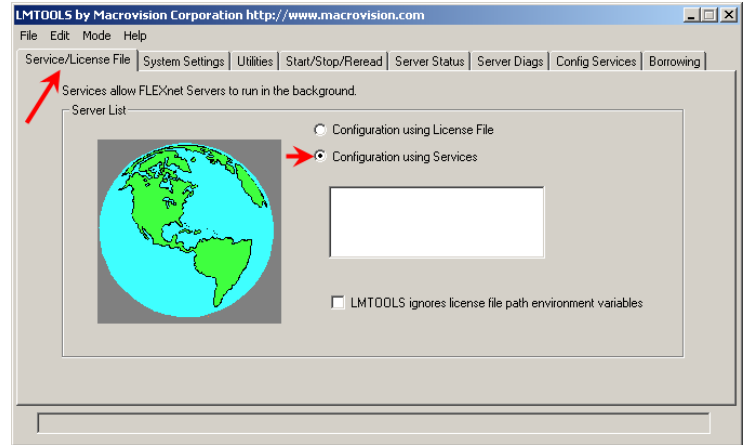 LMTOOLS by Macrovision Corporation http://www.macrovision.com
File Edit Mode Help
Service/License File System Settings Utilities Start/Stop/Reread Server Status Server Diags Config Services Borrowing
Services allow FLEXnet Servers to run in the background.
Server List
Configuration using License File
Configuration using Services
LMTOOLS ignores license file path environment variables